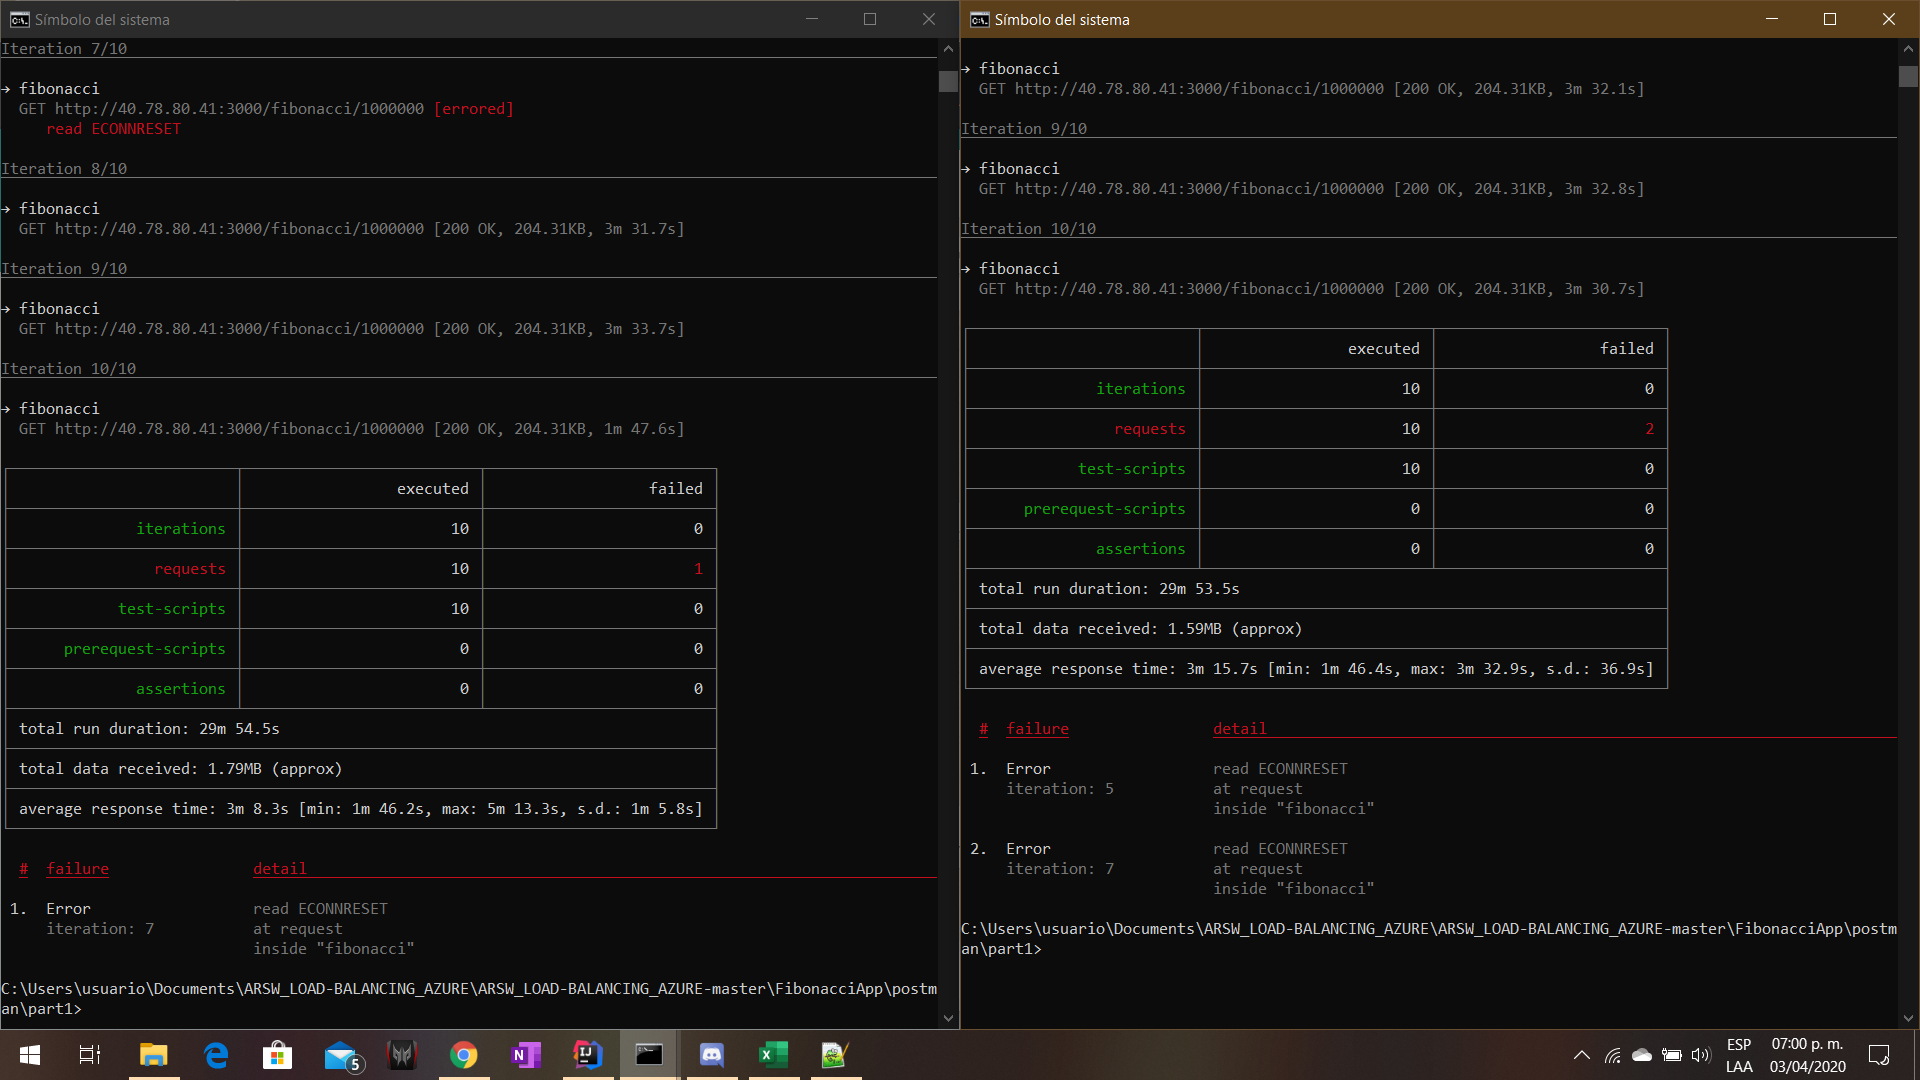 Símbolo del sistema
Iteration 7/10
→ fibonacci
GET http://40.78.80.41:3000/fibonacci/1000000 [errored]
read ECONNRESET
Iteration 8/10
→ fibonacci
GET http://40.78.80.41:3000/fibonacci/1000000 [200 OK, 204.31KB, 3m 31.7s]
Iteration 9/10
→ fibonacci
GET http://40.78.80.41:3000/fibonacci/1000000 [200 OK, 204.31KB, 3m 33.7s]
Iteration 10/10
→ fibonacci
GET http://40.78.80.41:3000/fibonacci/1000000 [200 OK, 204.31KB, 1m 47.6s]
executed failed
iterations 10 0
requests 10 1
test-scripts 10 0
prerequest-scripts 0 0
assertions 0 0
total run duration: 29m 54.5s
total data received: 1.79MB (approx)
average response time: 3m 8.3s [min: 1m 46.2s, max: 5m 13.3s, s.d.: 1m 5.8s]
# failure detail
1. Error read ECONNRESET
iteration: 7 at request
inside "fibonacci"
C:\Users\usuario\Documents\ARSW_LOAD-BALANCING_AZURE\ARSW_LOAD-BALANCING_AZURE-master\FibonacciApp\postm
an\part1>
Símbolo del sistema
→ fibonacci
GET http://40.78.80.41:3000/fibonacci/1000000 [200 OK, 204.31KB, 3m 32.1s]
Iteration 9/10
→ fibonacci
GET http://40.78.80.41:3000/fibonacci/1000000 [200 OK, 204.31KB, 3m 32.8s]
Iteration 10/10
→ fibonacci
GET http://40.78.80.41:3000/fibonacci/1000000 [200 OK, 204.31KB, 3m 30.7s]
executed failed
iterations 10 0
requests 10 2
test-scripts 10 0
prerequest-scripts 0 0
assertions 0 0
total run duration: 29m 53.5s
total data received: 1.59MB (approx)
average response time: 3m 15.7s [min: 1m 46.4s, max: 3m 32.9s, s.d.: 36.9s]
# failure detail
1. Error read ECONNRESET
iteration: 5 at request
inside "fibonacci"
2. Error read ECONNRESET
iteration: 7 at request
inside "fibonacci"
C:\Users\usuario\Documents\ARSW_LOAD-BALANCING_AZURE\ARSW_LOAD-BALANCING_AZURE-master\FibonacciApp\postm
an\part1>
5
ESP 07:00 p. m.
LAA 03/04/2020